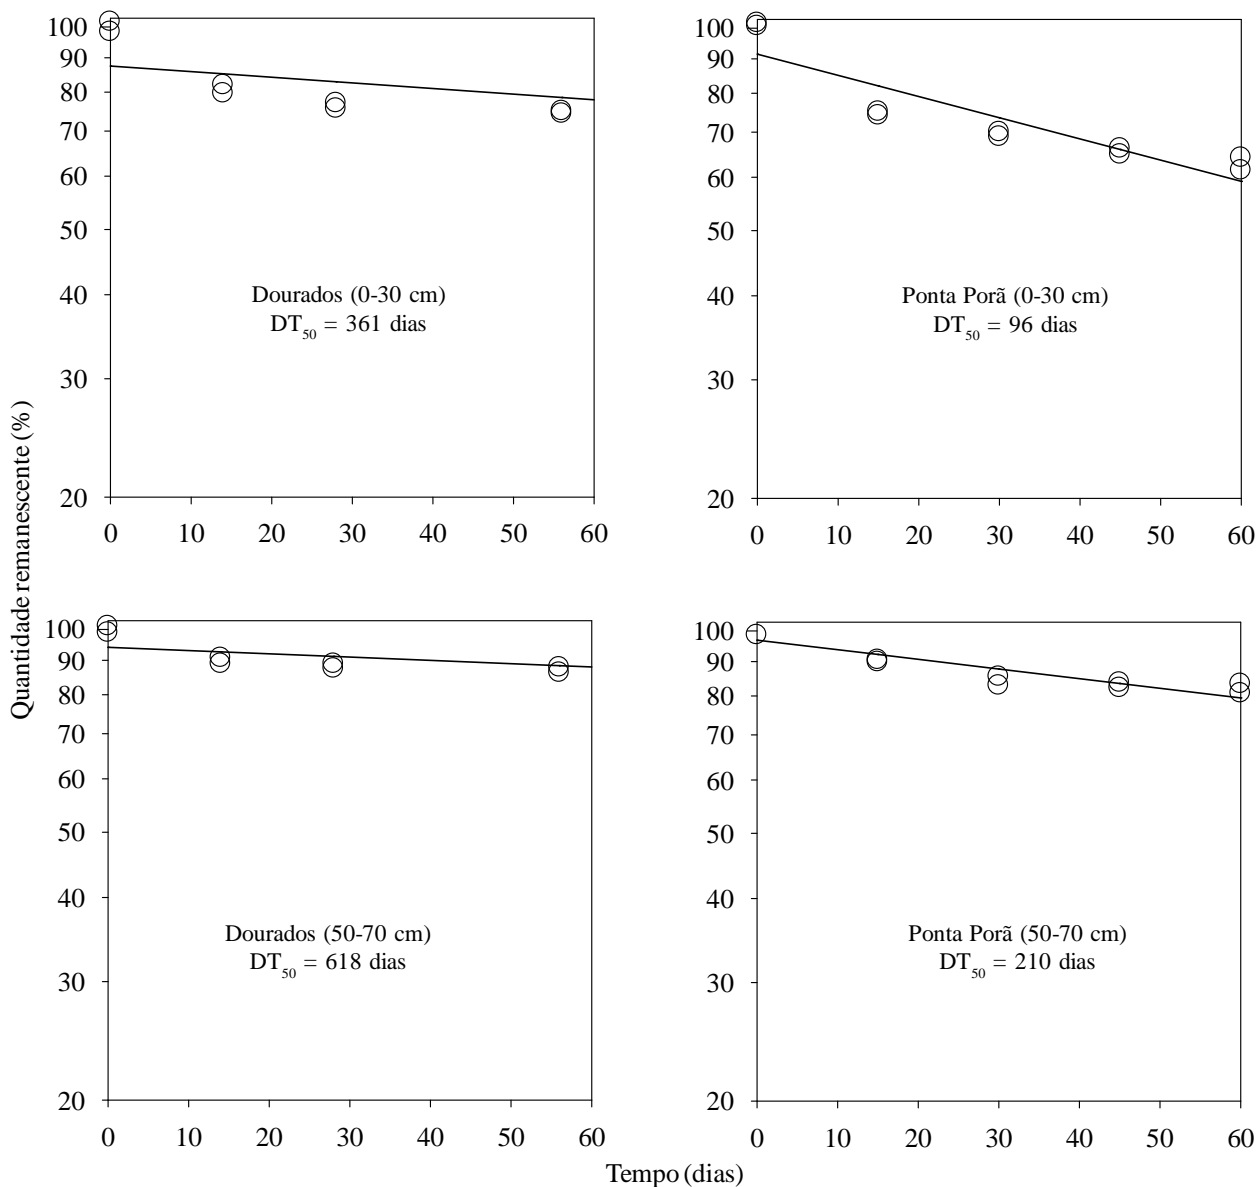 Quantidade remanescente (%)
100
90
80
70
60
50
40
30
20
0 10 20 30 40 50 60
Dourados (0-30 cm)
DT50 = 361 dias
100
90
80
70
60
50
40
30
20
0 10 20 30 40 50 60
Ponta Porã (0-30 cm)
DT50 = 96 dias
100
90
80
70
60
50
40
30
20
0 10 20 30 40 50 60
Dourados (50-70 cm)
DT50 = 618 dias
100
90
80
70
60
50
40
30
20
0 10 20 30 40 50 60
Ponta Porã (50-70 cm)
DT50 = 210 dias
Tempo (dias)